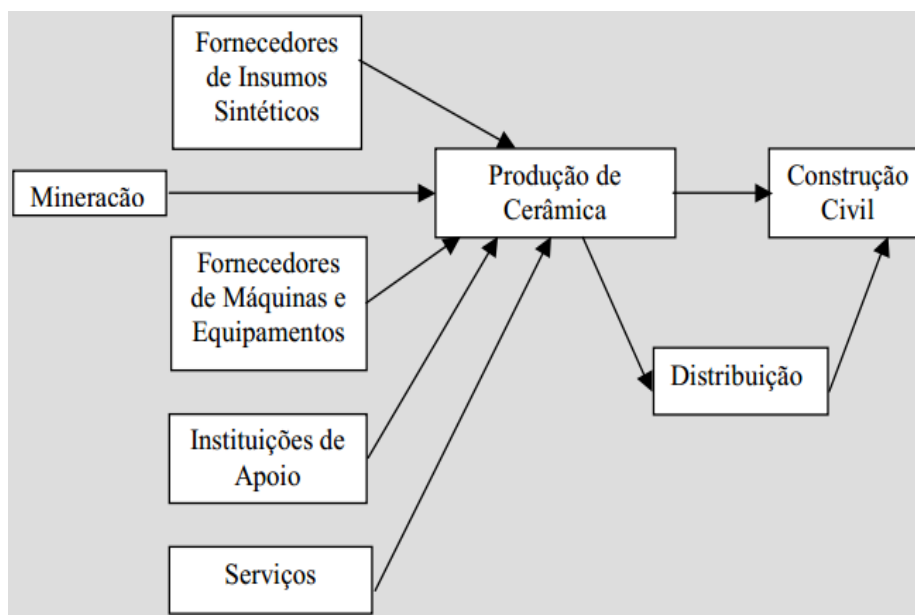 Fornecedores
de Insumos
Sintéticos
Mineracão
Produção de
Cerâmica
Construção
Civil
Fornecedores
de Máquinas e
Equipamentos
Distribuição
Instituições de
Apoio
Serviços